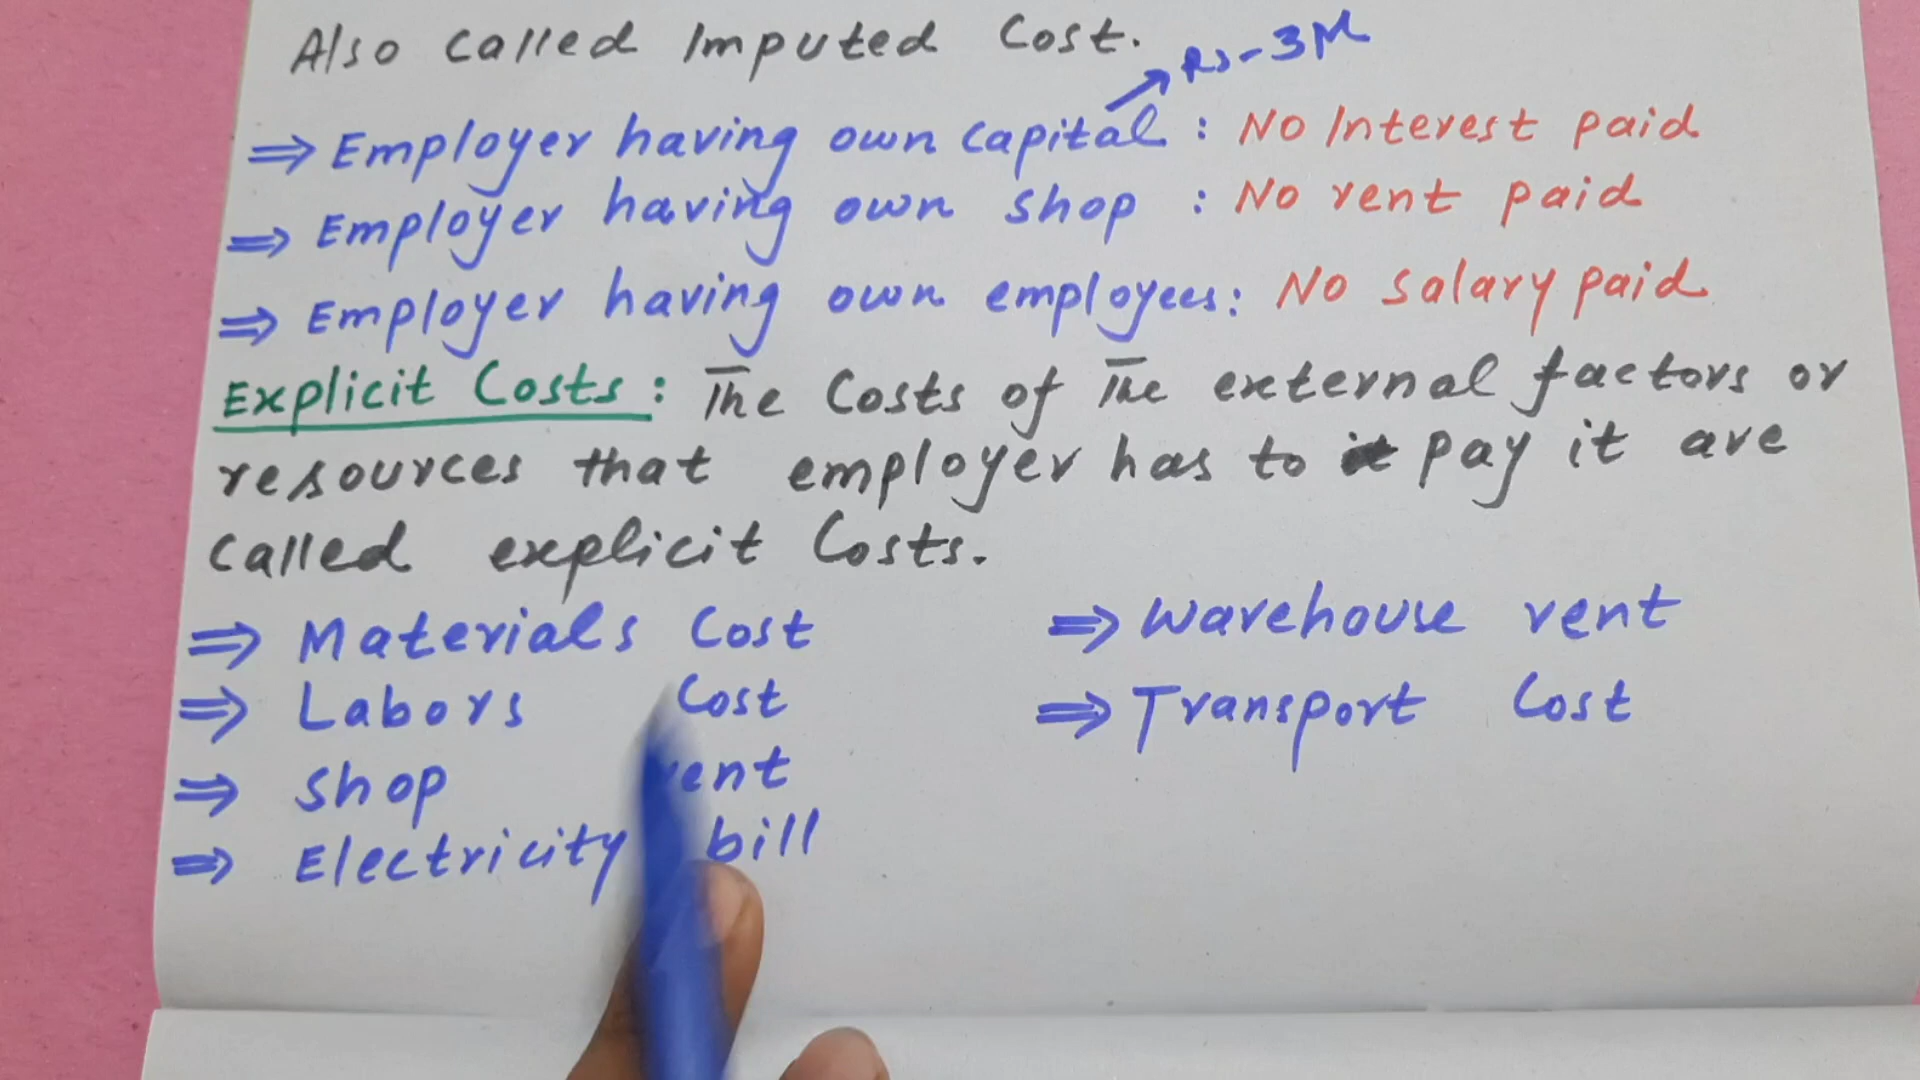 Also Called Imputed Cost.
Rs-3M
⇒ Employer having own capital : No Interest paid
⇒ Employer having own shop : No rent paid
⇒ Employer having own employees: No salary paid
Explicit Costs: The Costs of The external factors or
resources that employer has to pay it are
called explicit Costs.
⇒ Materials Cost
⇒ Warehouse rent
⇒ Labors Cost
⇒ Transport Cost
⇒ Shop rent
⇒ Electricity bill